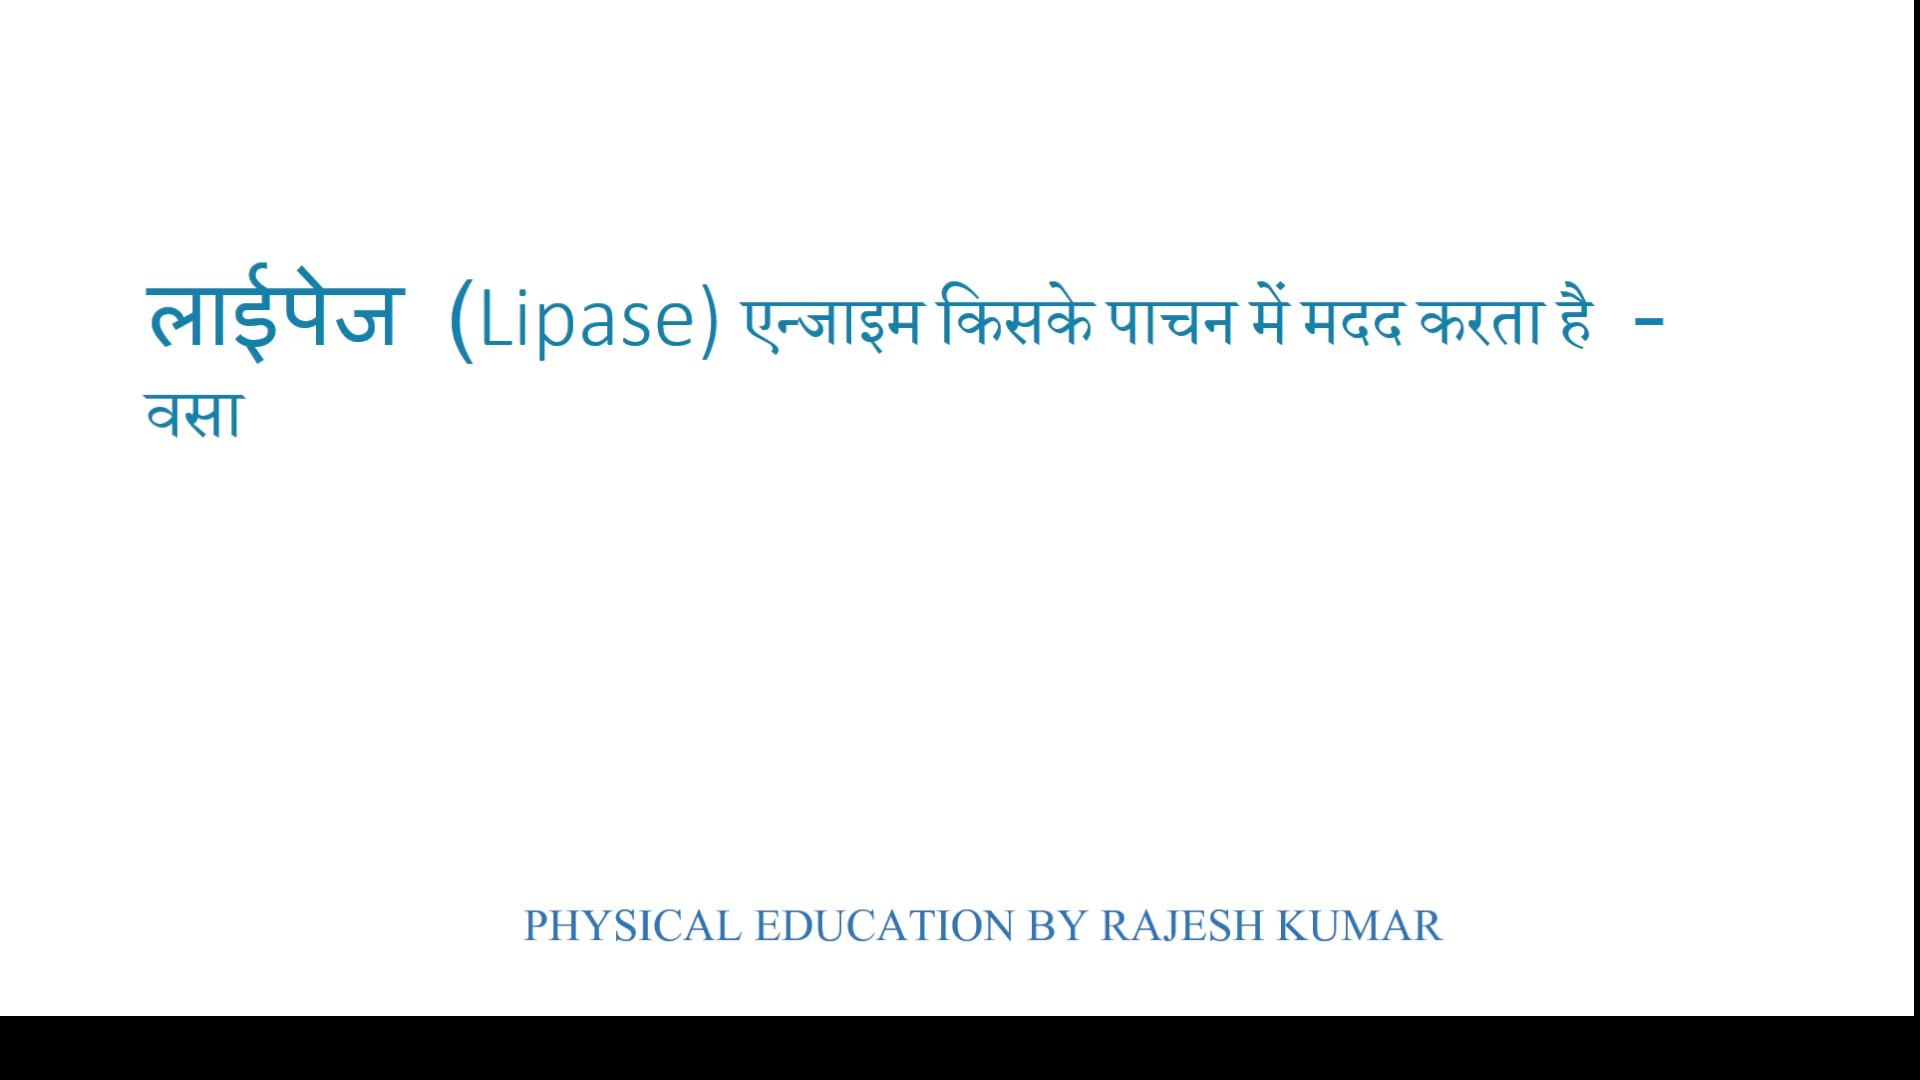 लाईपेज (Lipase) एन्जाइम किसके पाचन में मदद करता है –
वसा
PHYSICAL EDUCATION BY RAJESH KUMAR